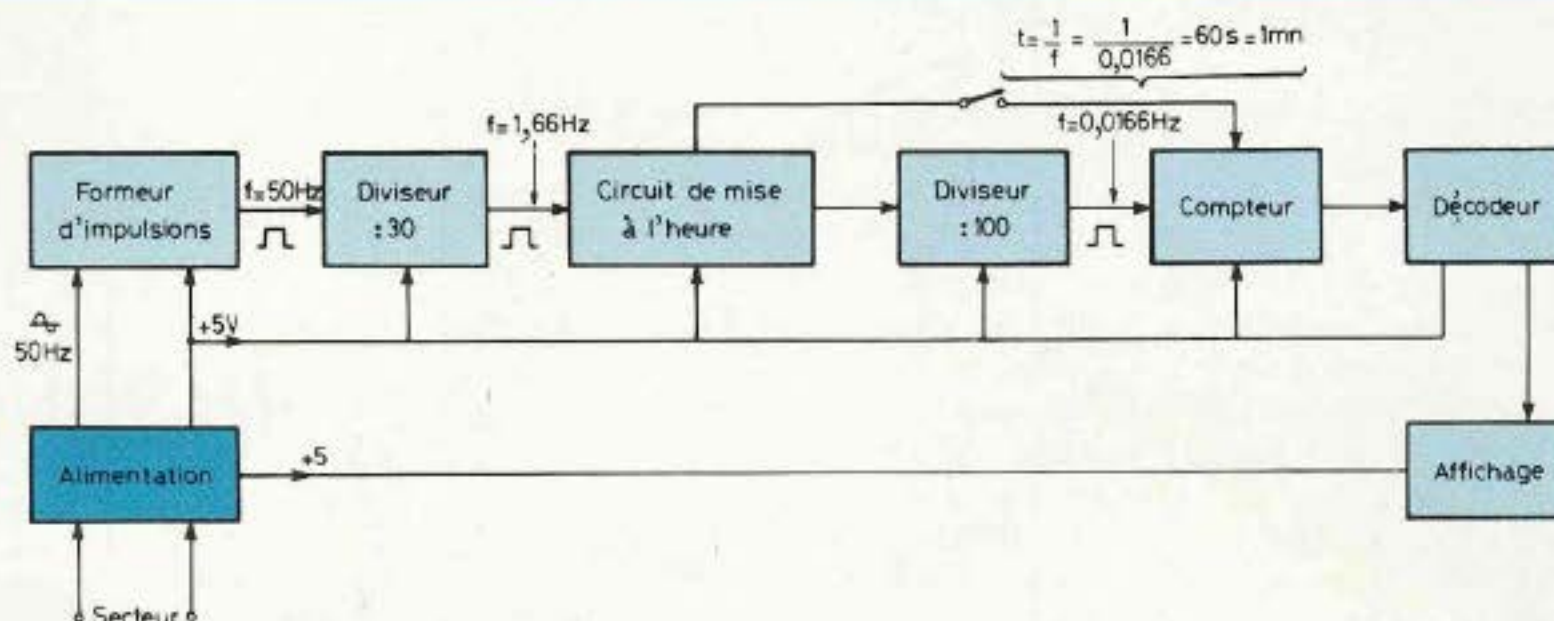 t= 1/f = 1/0,0166 =60s=1mn
f=1,66Hz
f=0,0166Hz
Formeur
d'impulsions
f=50Hz
Diviseur
:30
Circuit de mise
à l'heure
Diviseur
:100
Compteur
Décodeur
50Hz
+5V
Alimentation
+5
Affichage
Secteur